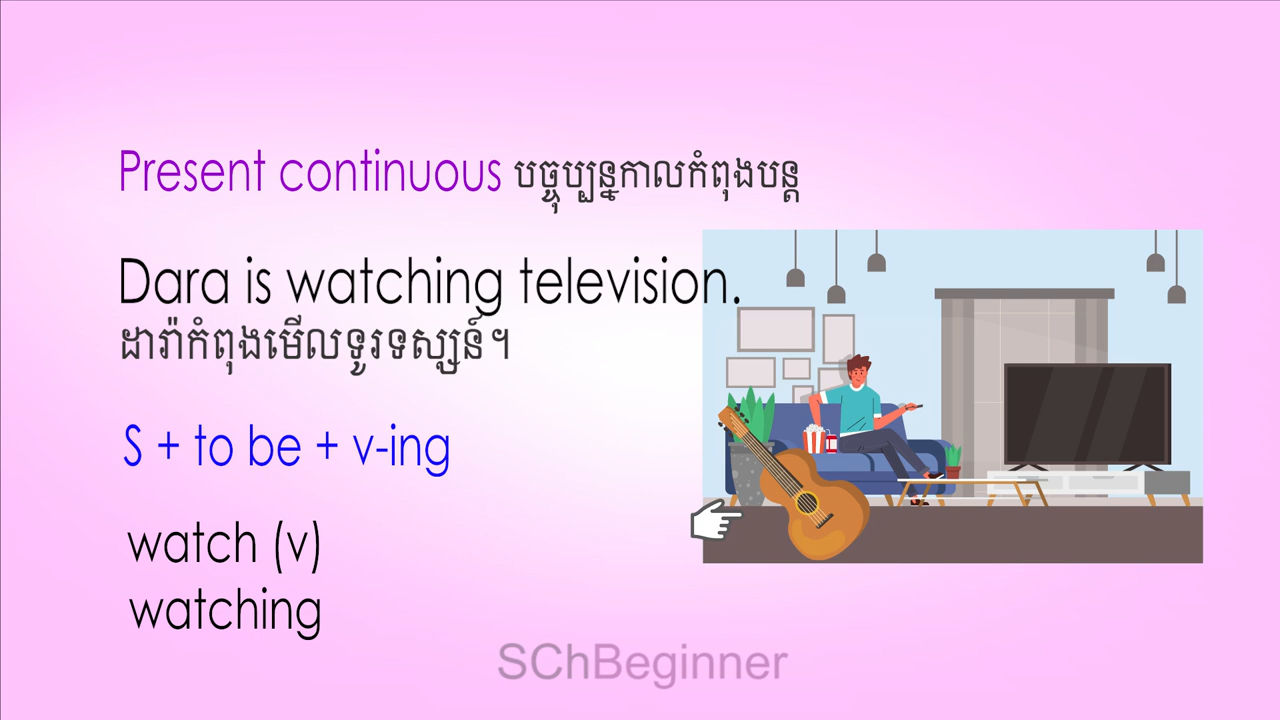 Present continuous បច្ចុប្បន្នកាលកំពុងបន្ត
Dara is watching television.
ដារ៉ាកំពុងមើលទូរទស្សន៍។
S + to be + v-ing
watch (v)
watching
SChBeginner